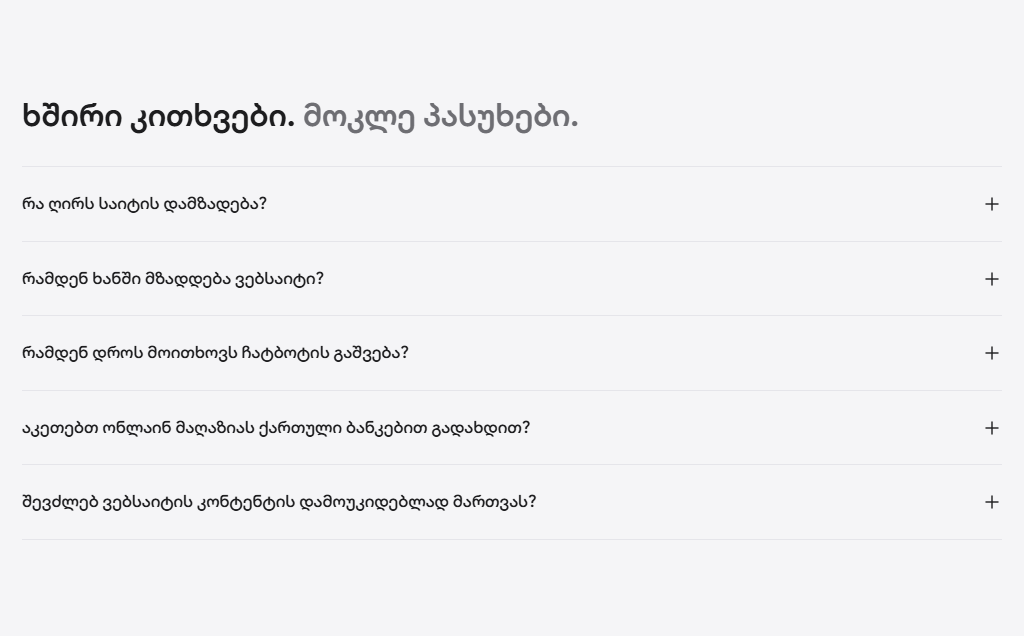 ხშირი კითხვები. მოკლე პასუხები.
რა ღირს საიტის დამზადება?
რამდენ ხანში მზადდება ვებსაიტი?
რამდენ დროს მოითხოვს ჩატბოტის გაშვება?
აკეთებთ ონლაინ მაღაზიას ქართული ბანკებით გადახდით?
შევძლებ ვებსაიტის კონტენტის დამოუკიდებლად მართვას?